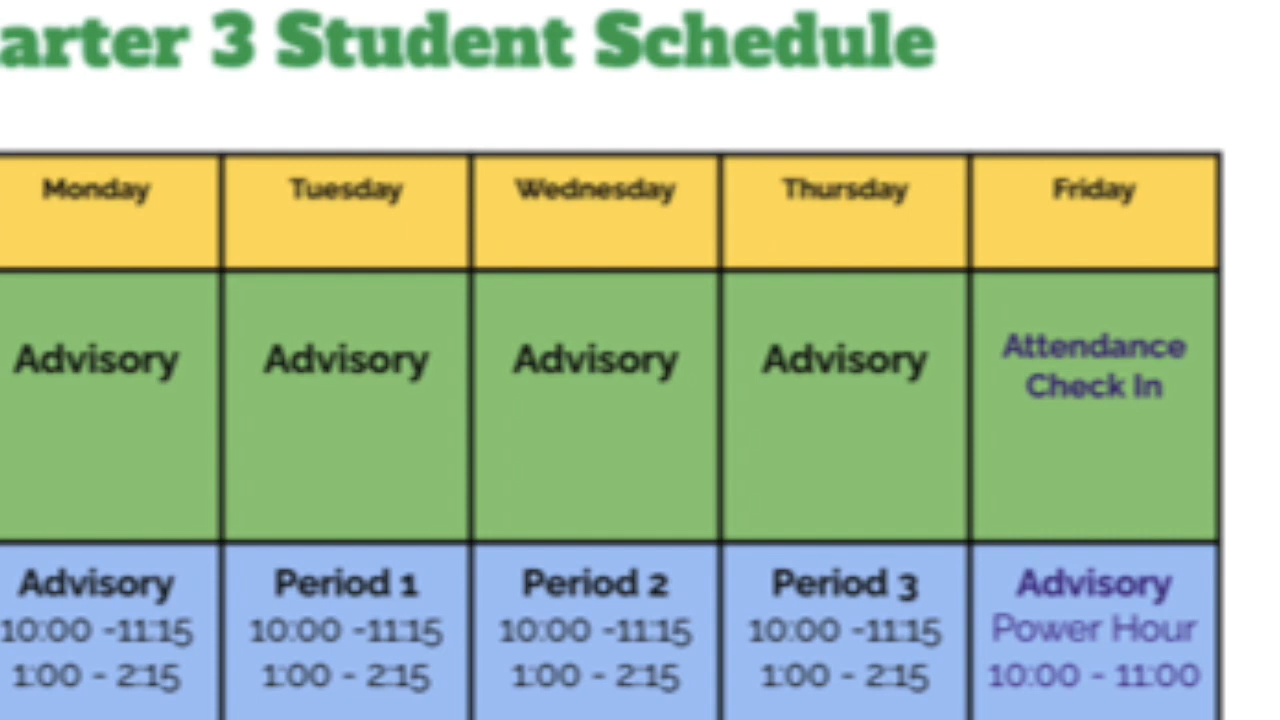 arter 3 Student Schedule
Monday Tuesday Wednesday Thursday Friday
Advisory Advisory Advisory Advisory Attendance
Check In
Advisory Period 1 Period 2 Period 3 Advisory
10:00 -11:15 10:00 -11:15 10:00 -11:15 10:00 -11:15 Power Hour
1:00 - 2:15 1:00 - 2:15 1:00 - 2:15 1:00 - 2:15 10:00 - 11:00